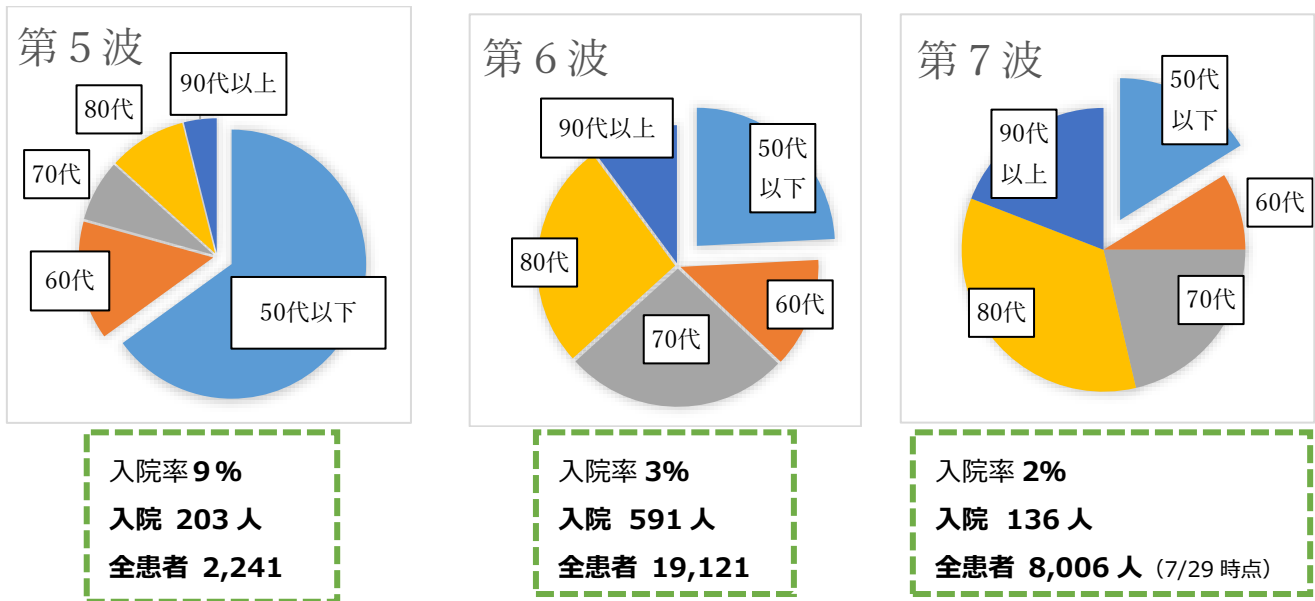 第５波
90代以上
80代
70代
60代
50代以下
入院率 9%
入院 203 人
全患者 2,241
第６波
90代以上
50代
以下
80代
60代
70代
入院率 3%
入院 591 人
全患者 19,121
第７波
50代
以下
90代
以上
60代
80代
70代
入院率 2%
入院 136 人
全患者 8,006 人（7/29 時点）